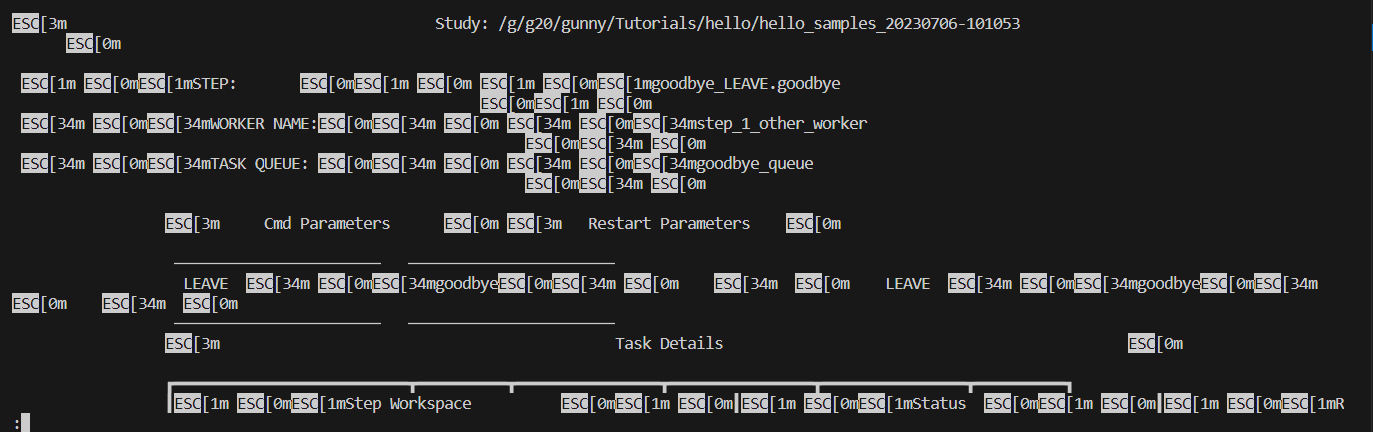 ESC[3m Study: /g/g20/gunny/Tutorials/hello/hello_samples_20230706-101053
ESC[0m
ESC[1m ESC[0mESC[1mSTEP: ESC[0mESC[1m ESC[0m ESC[1m ESC[0mESC[1mgoodbye_LEAVE.goodbye
ESC[0mESC[1m ESC[0m
ESC[34m ESC[0mESC[34mWORKER NAME:ESC[0mESC[34m ESC[0m ESC[34m ESC[0mESC[34mstep_1_other_worker
ESC[0mESC[34m ESC[0m
ESC[34m ESC[0mESC[34mTASK QUEUE: ESC[0mESC[34m ESC[0m ESC[34m ESC[0mESC[34mgoodbye_queue
ESC[0mESC[34m ESC[0m
ESC[3m Cmd Parameters ESC[0m ESC[3m Restart Parameters ESC[0m
LEAVE ESC[34m ESC[0mESC[34mgoodbyeESC[0mESC[34m ESC[0m ESC[34m ESC[0m LEAVE ESC[34m ESC[0mESC[34mgoodbyeESC[0mESC[34m
ESC[0m ESC[34m ESC[0m
ESC[3m Task Details ESC[0m
ESC[1m ESC[0mESC[1mStep Workspace ESC[0mESC[1m ESC[0m┃ESC[1m ESC[0mESC[1mStatus ESC[0mESC[1m ESC[0m┃ESC[1m ESC[0mESC[1mR
: